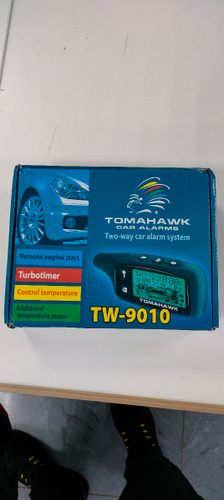 TOMAHAWK
CAR ALARMS
Two-way car alarm system
Remote engine start
Turbotimer
Control temperature
Additional
temperature sensor
TOMAHAWK
TW-9010